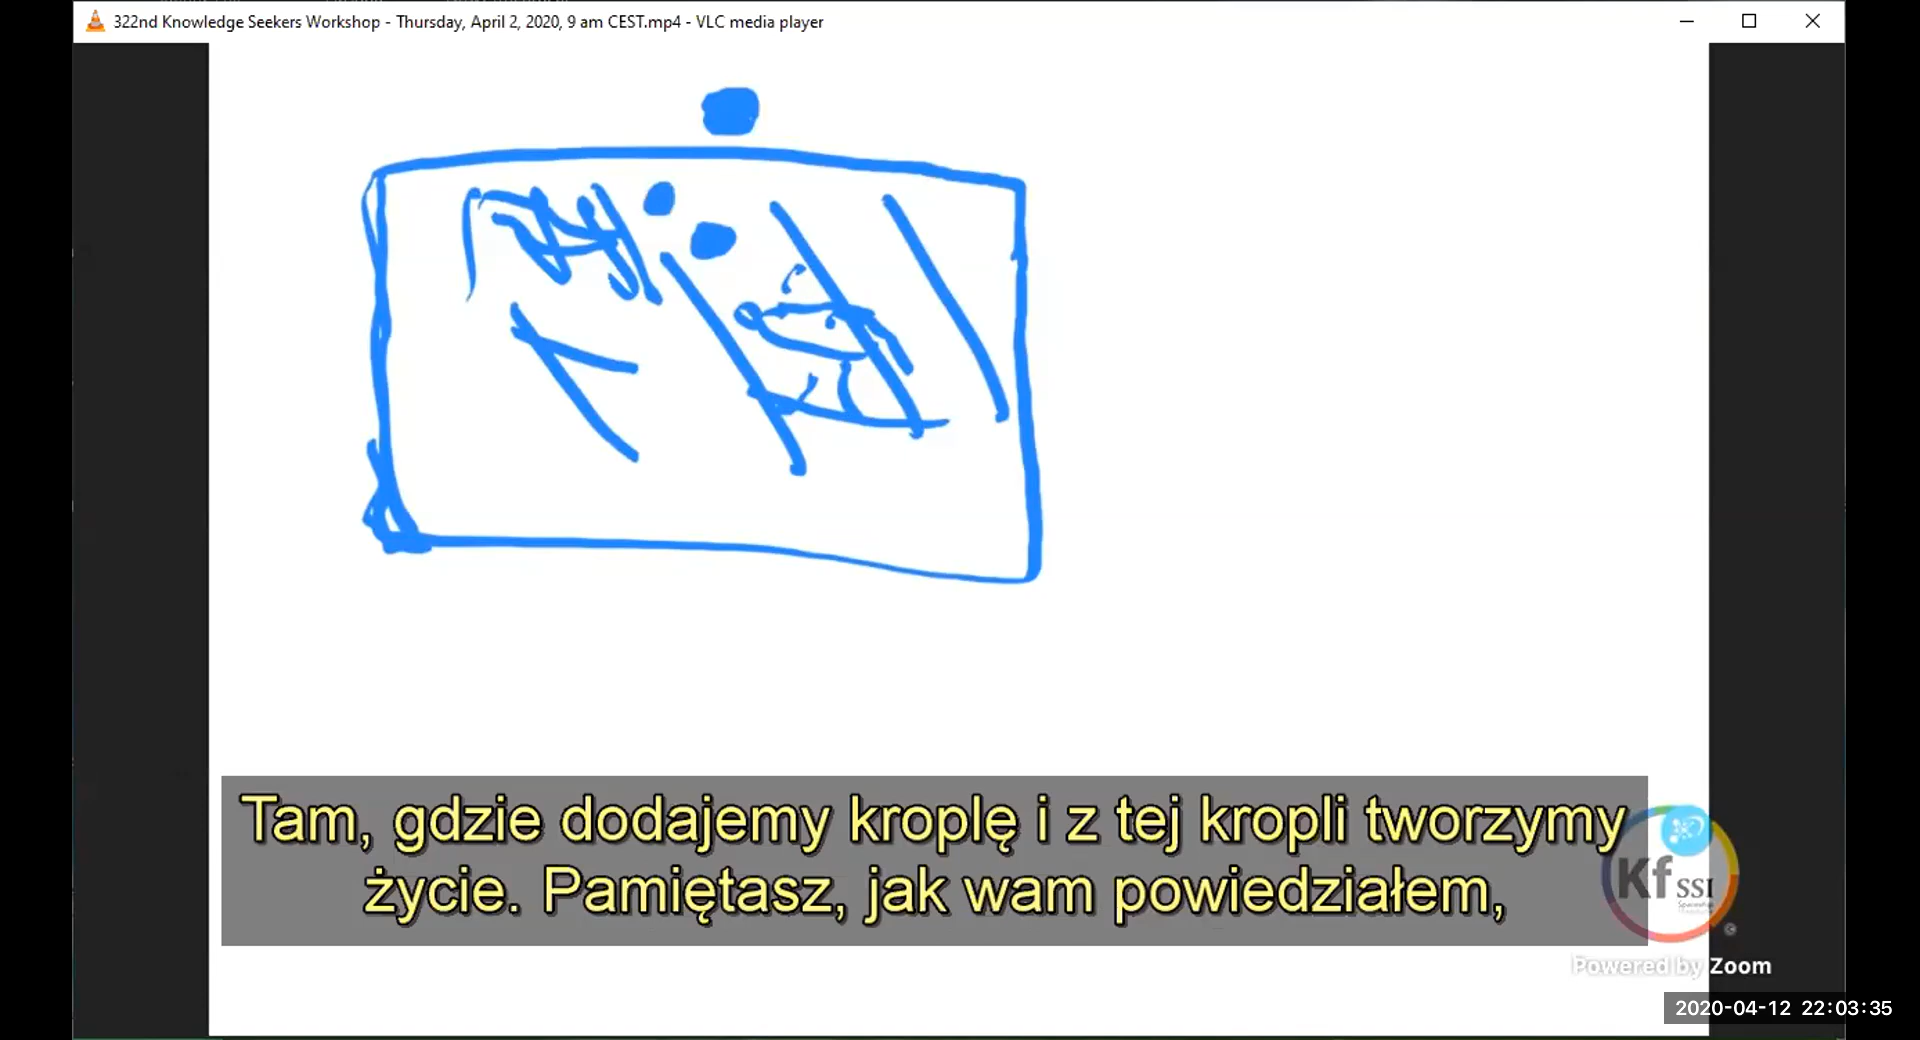 322nd Knowledge Seekers Workshop - Thursday, April 2, 2020, 9 am CEST.mp4 - VLC media player
Tam, gdzie dodajemy kroplę i z tej kropli tworzymy
życie. Pamiętasz, jak wam powiedziałem,
Kf SSI
Powered by Zoom
2020-04-12 22:03:35